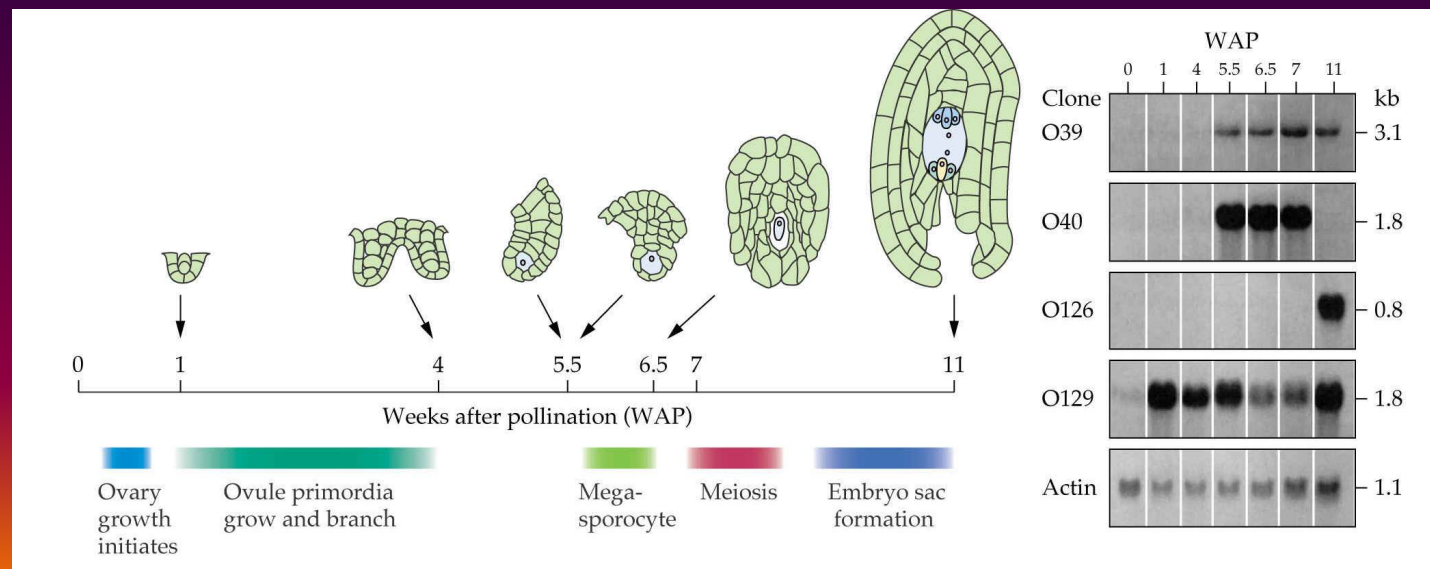 0 1 4 5.5 6.5 7 11
Weeks after pollination (WAP)
Ovary
growth
initiates
Ovule primordia
grow and branch
Mega-
sporocyte
Meiosis
Embryo sac
formation
WAP
0 1 4 5.5 6.5 7 11
Clone kb
O39 3.1
O40 1.8
O126 0.8
O129 1.8
Actin 1.1